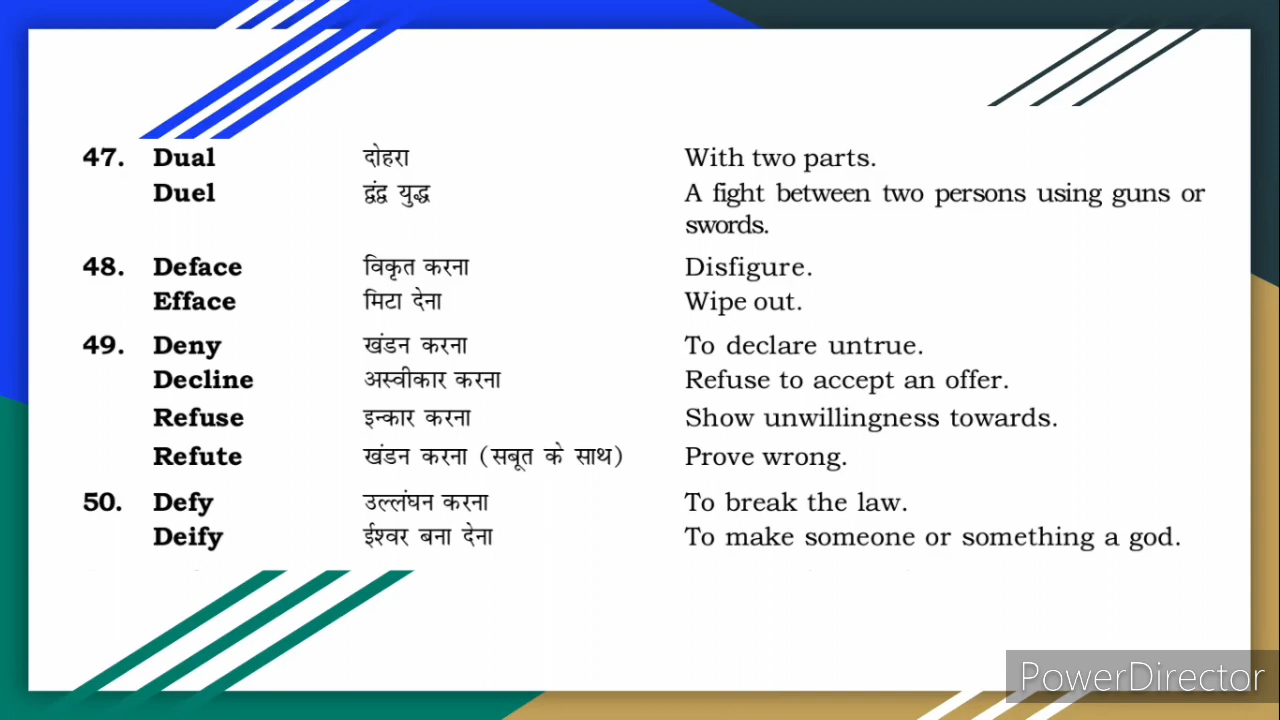 47. Dual दोहरा With two parts.
Duel द्वंद्व युद्ध A fight between two persons using guns or
swords.
48. Deface विकृत करना Disfigure.
Efface मिटा देना Wipe out.
49. Deny खंडन करना To declare untrue.
Decline अस्वीकार करना Refuse to accept an offer.
Refuse इन्कार करना Show unwillingness towards.
Refute खंडन करना (सबूत के साथ) Prove wrong.
50. Defy उल्लंघन करना To break the law.
Deify ईश्वर बना देना To make someone or something a god.
PowerDirector